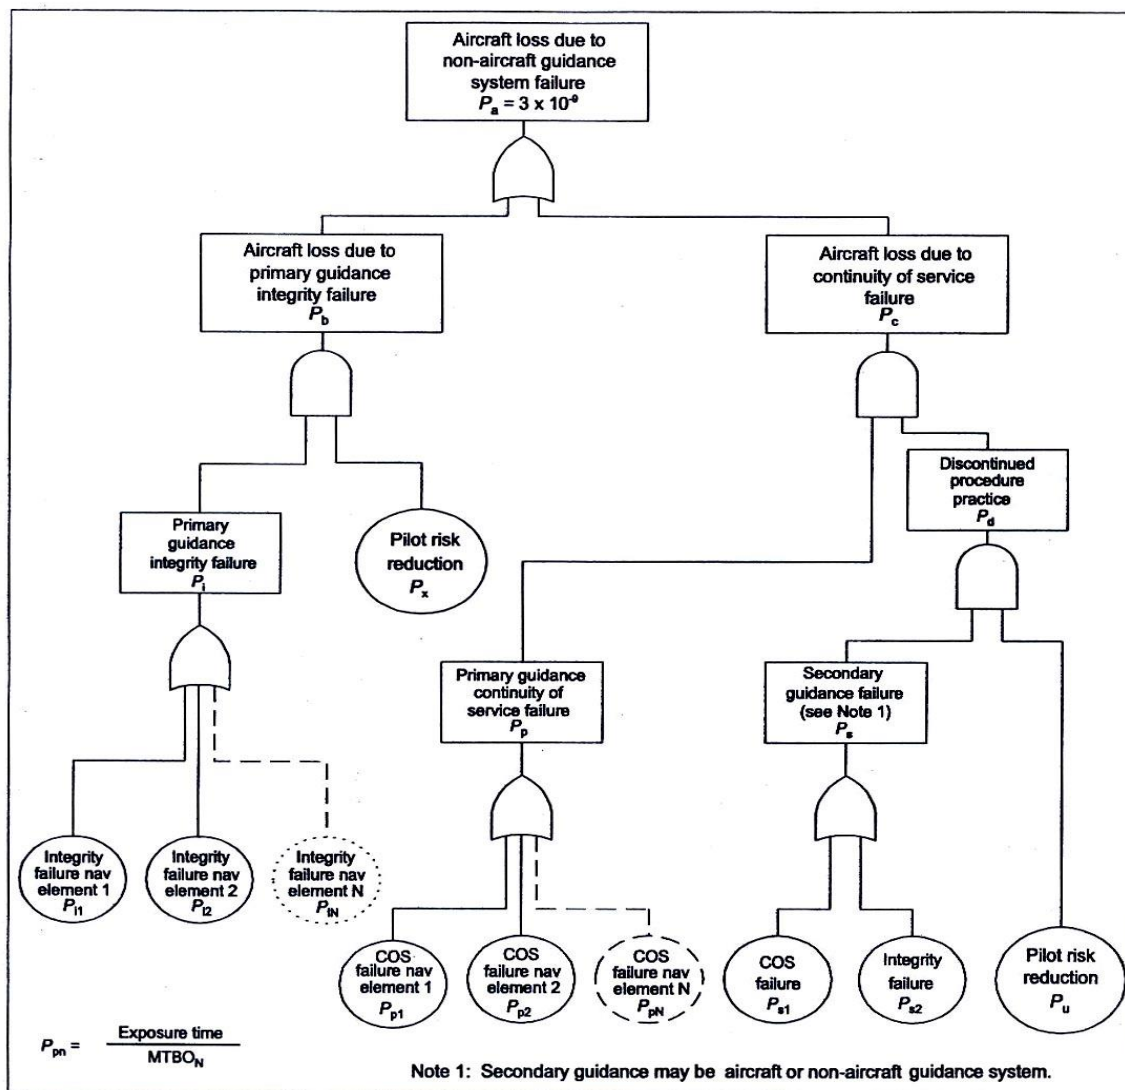 Aircraft loss due to
non-aircraft guidance
system failure
Pa = 3 x 10-9
Aircraft loss due to
primary guidance
integrity failure
Pb
Aircraft loss due to
continuity of service
failure
Pc
Discontinued
procedure
practice
Pd
Primary
guidance
integrity failure
Pi
Pilot risk
reduction
Px
Primary guidance
continuity of
service failure
Pp
Secondary
guidance failure
(see Note 1)
Ps
Integrity
failure nav
element 1
Pi1
Integrity
failure nav
element 2
Pi2
Integrity
failure nav
element N
PiN
COS
failure nav
element 1
Pp1
COS
failure nav
element 2
Pp2
COS
failure nav
element N
PpN
COS
failure
Ps1
Integrity
failure
Ps2
Pilot risk
reduction
Pu
Ppn = Exposure time
MTBON
Note 1: Secondary guidance may be aircraft or non-aircraft guidance system.